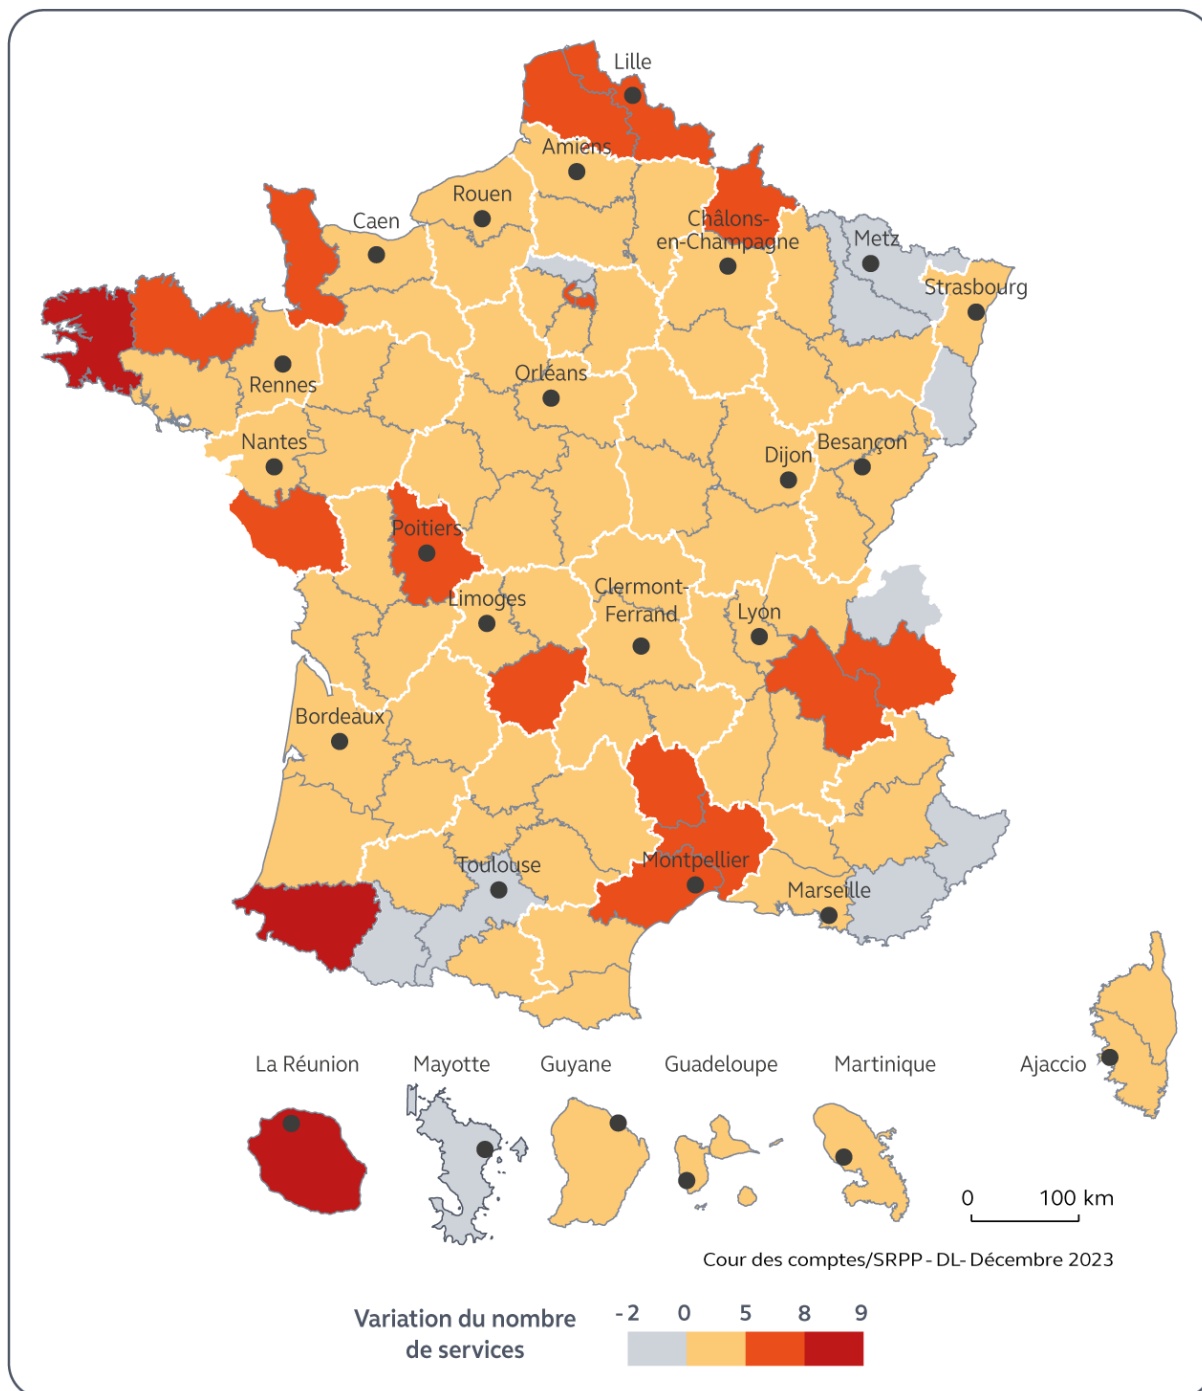 Lille
Amiens
Rouen
Caen
Châlons-
en-Champagne
Metz
Strasbourg
Rennes
Orléans
Nantes
Dijon
Besançon
Poitiers
Limoges
Clermont-
Ferrand
Lyon
Bordeaux
Toulouse
Montpellier
Marseille
La Réunion
Mayotte
Guyane
Guadeloupe
Martinique
Ajaccio
0 100 km
Cour des comptes/SRPP - DL- Décembre 2023
Variation du nombre
de services
-2 0 5 8 9